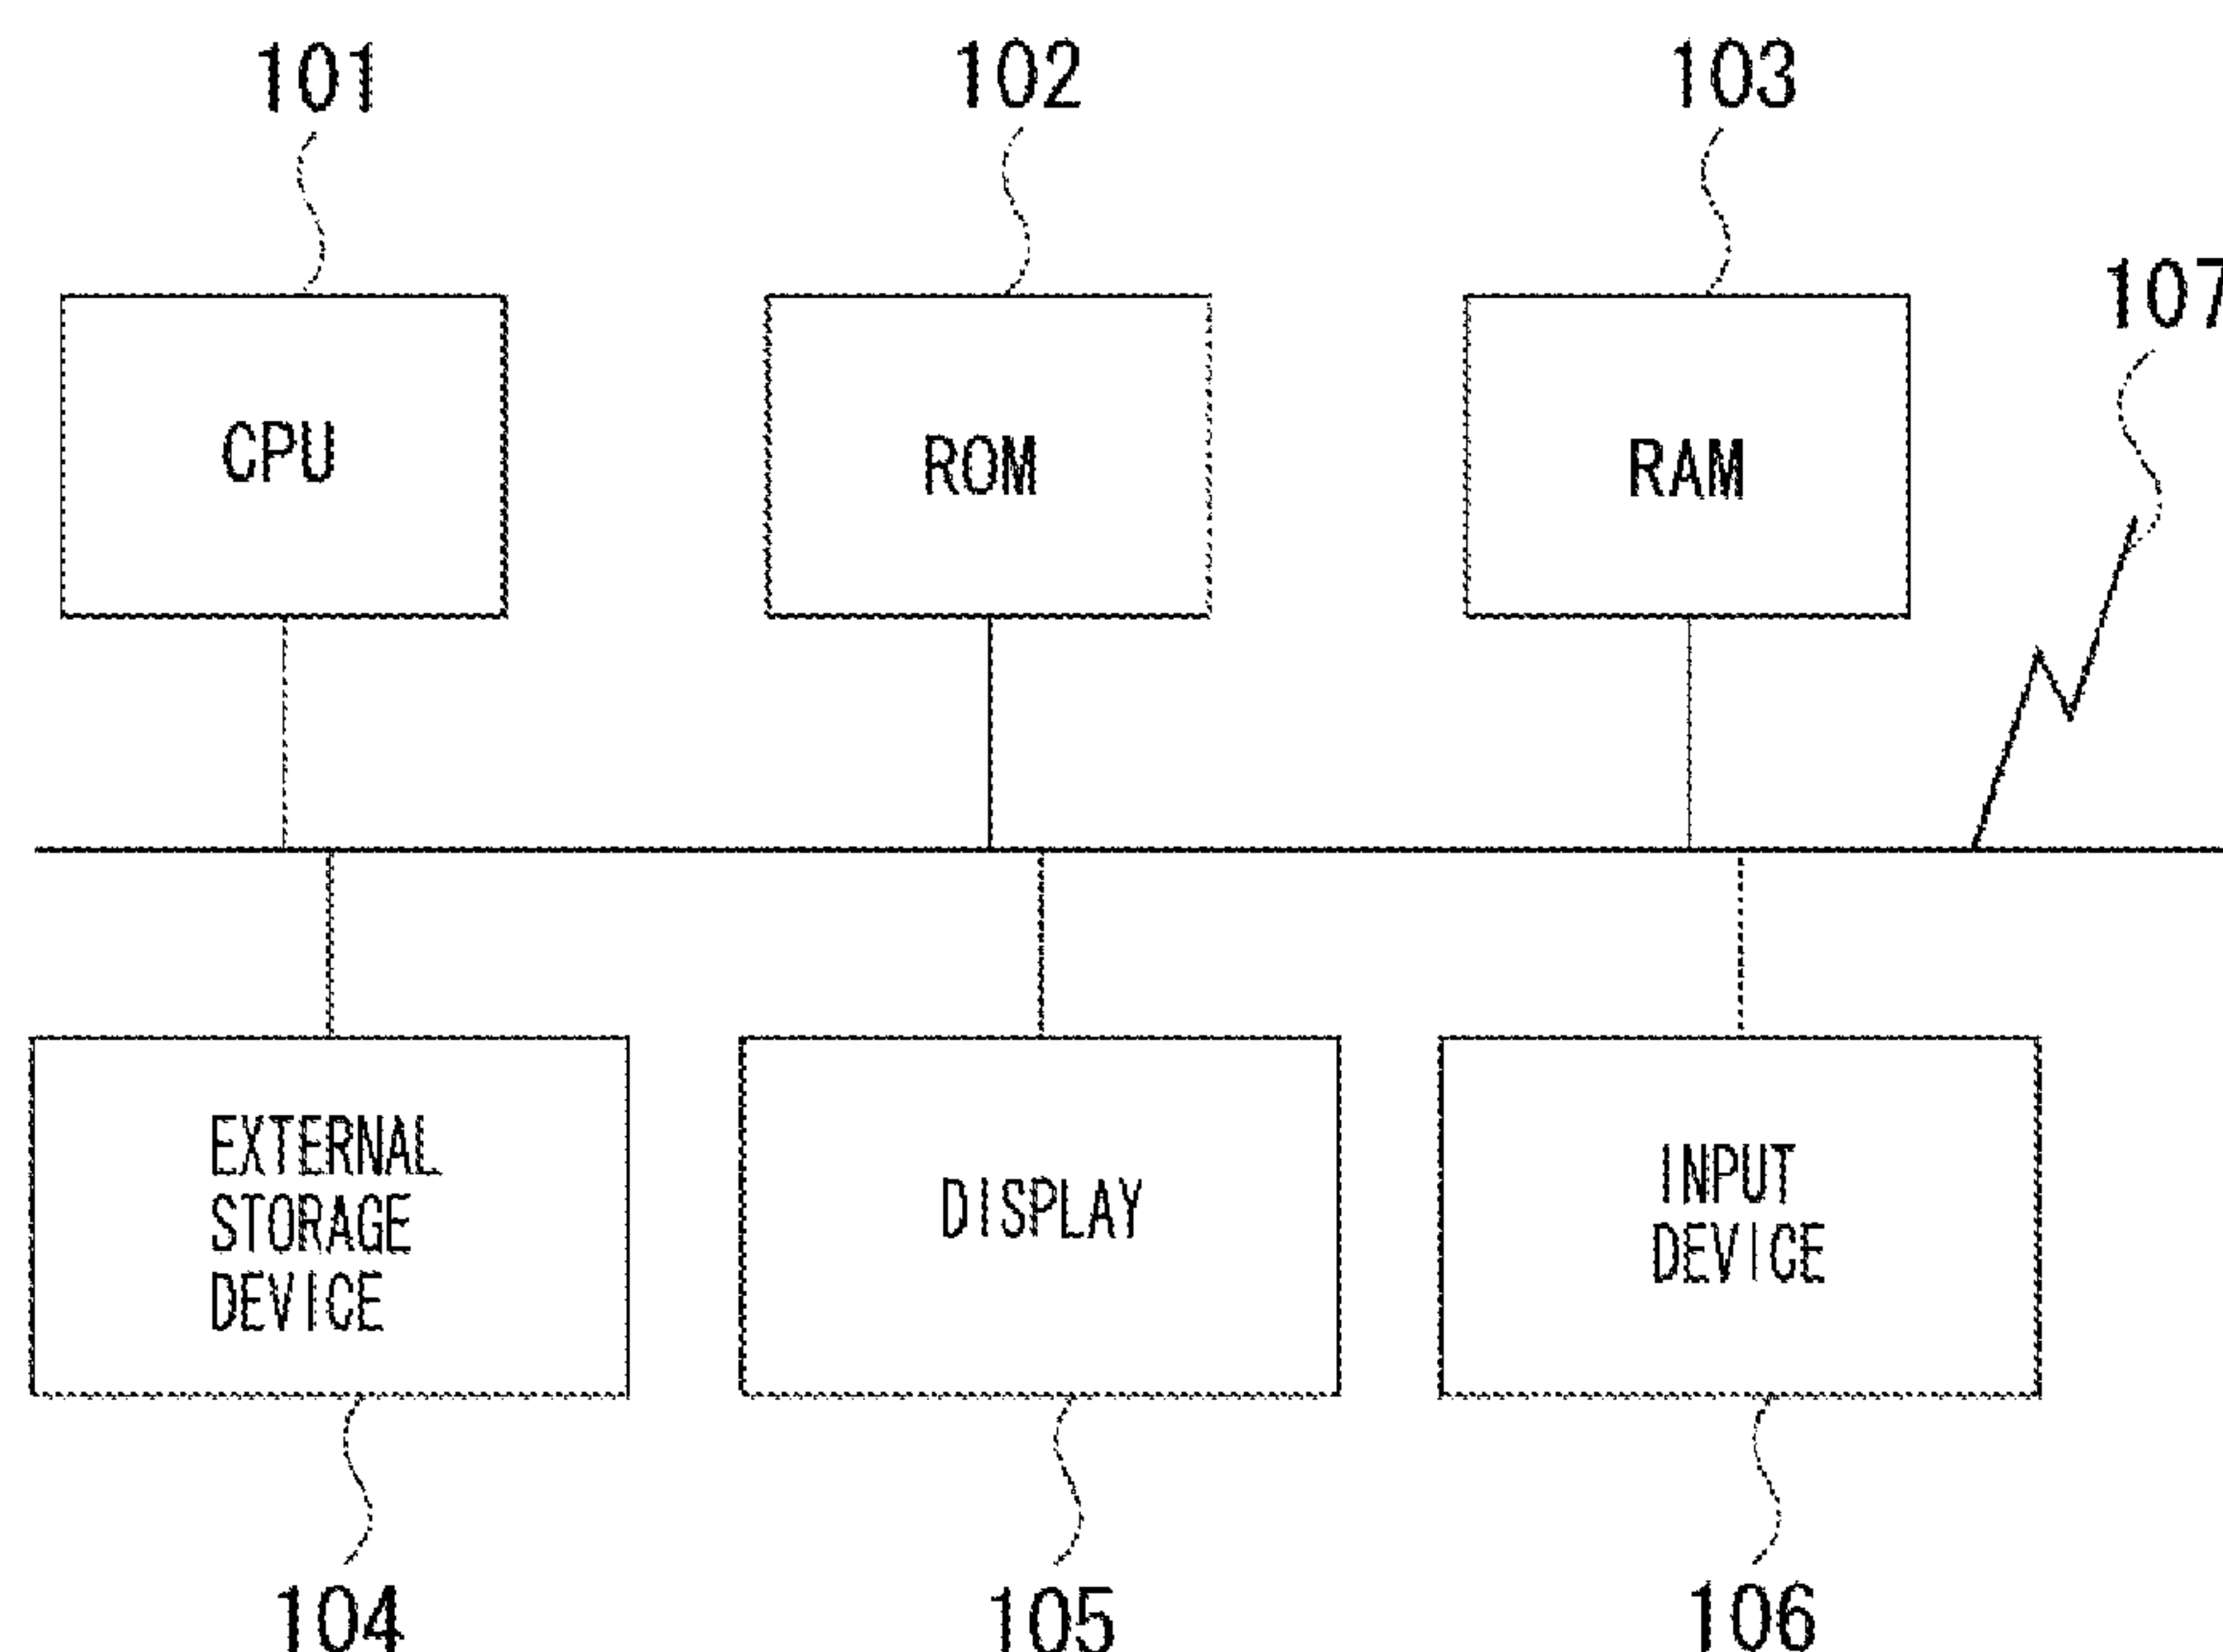 101
102
103
107
CPU
ROM
RAM
EXTERNAL
STORAGE
DEVICE
DISPLAY
INPUT
DEVICE
104
105
106